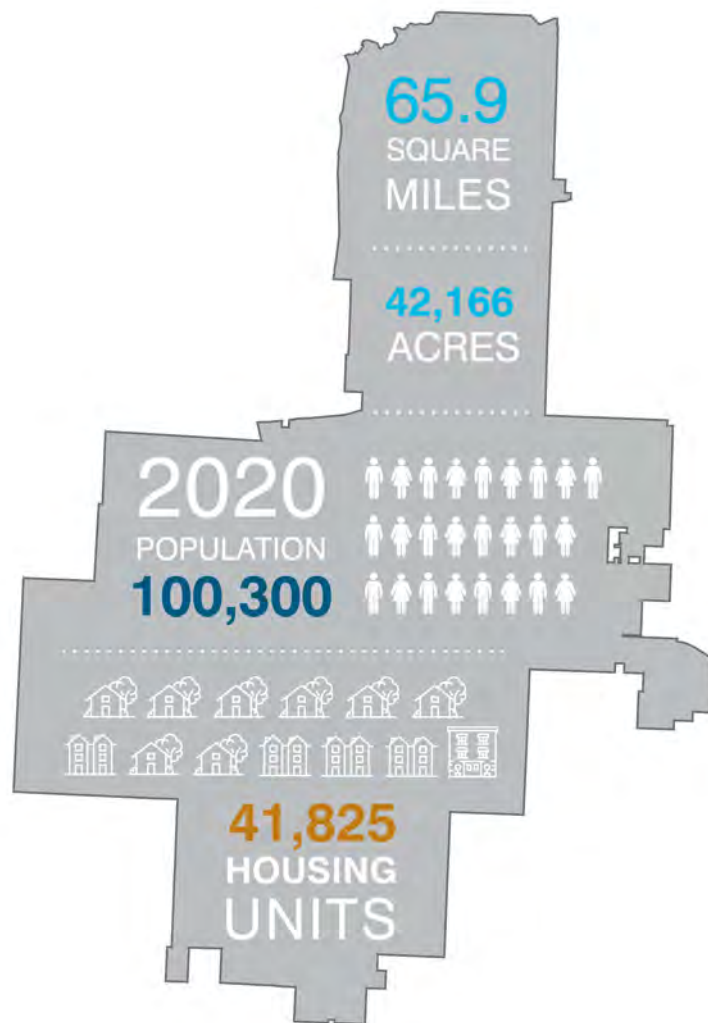 65.9
SQUARE
MILES
42,166
ACRES
2020
POPULATION
100,300
41,825
HOUSING
UNITS